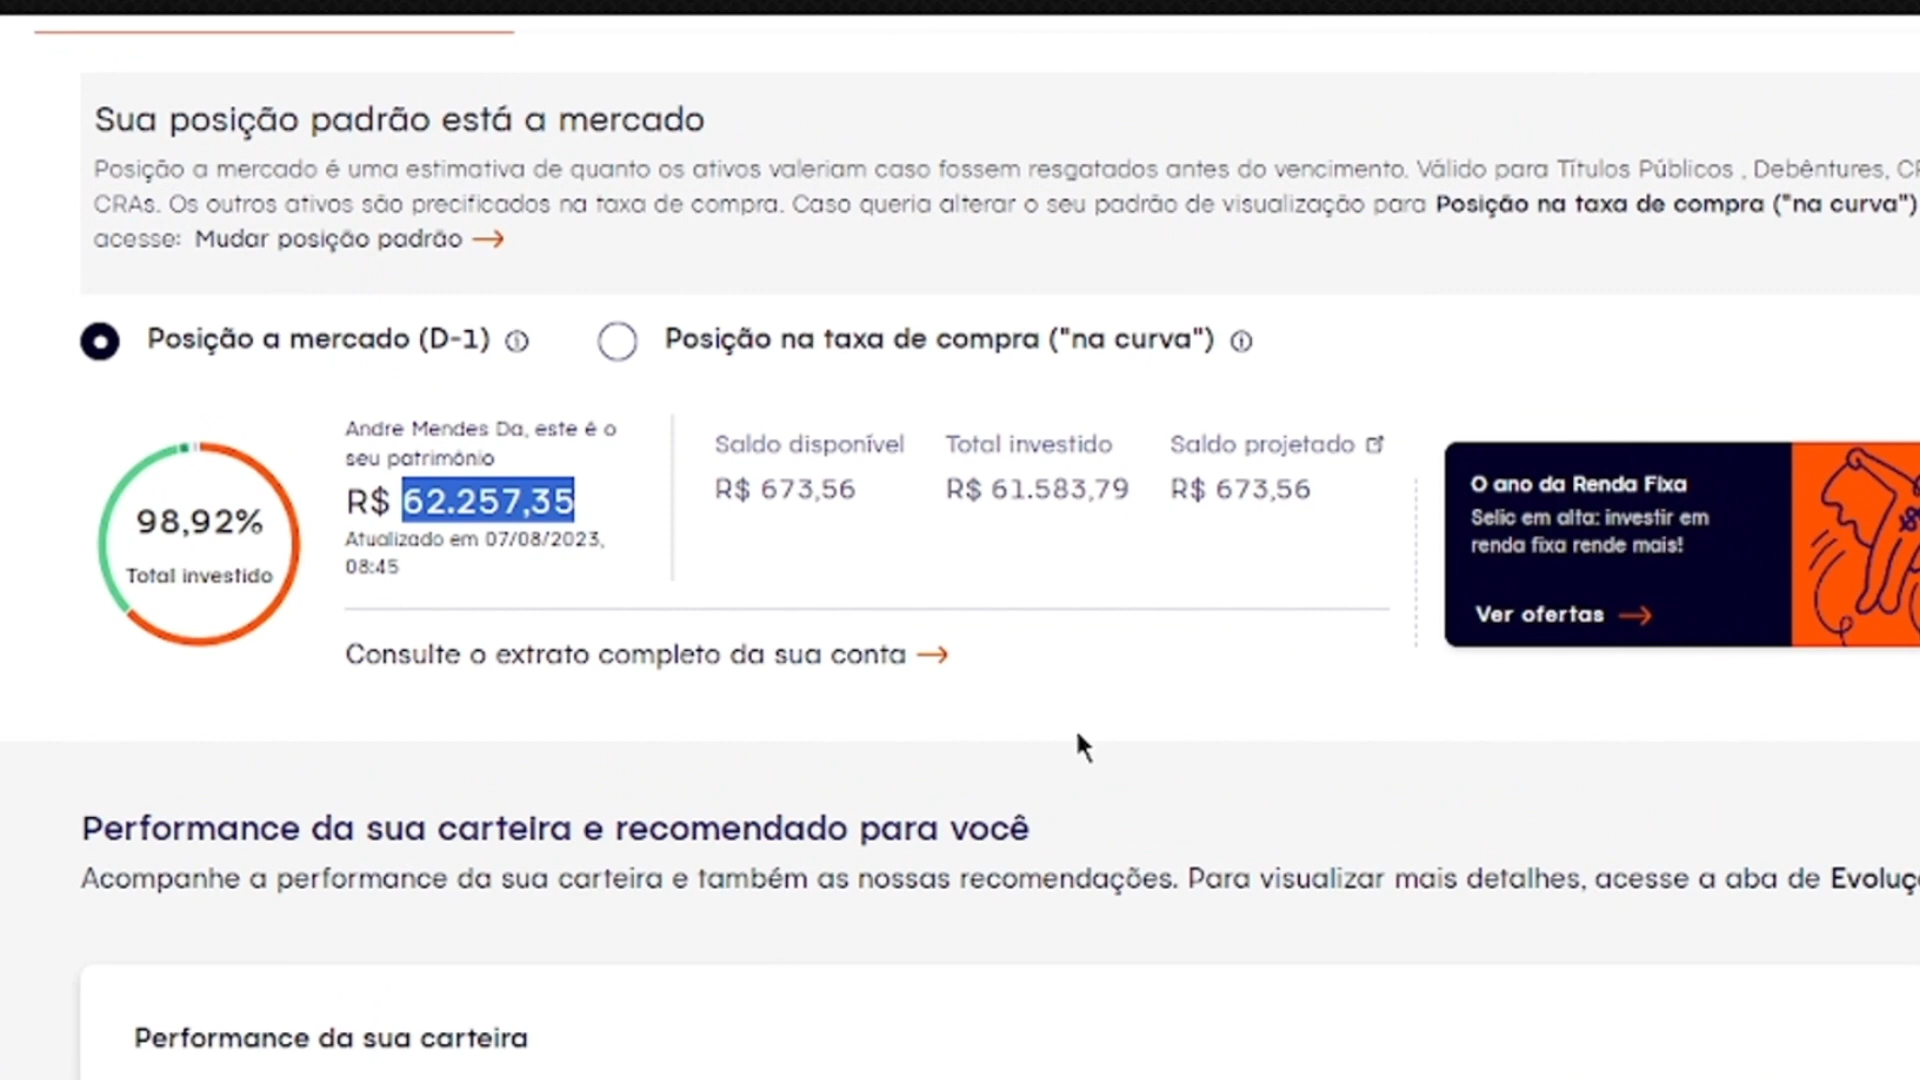 Sua posição padrão está a mercado
Posição a mercado é uma estimativa de quanto os ativos valeriam caso fossem resgatados antes do vencimento. Válido para Títulos Públicos , Debêntures,
CRAs. Os outros ativos são precificados na taxa de compra. Caso queria alterar o seu padrão de visualização para Posição na taxa de compra ("na curva")
acesse: Mudar posição padrão →
Posição a mercado (D-1)
Posição na taxa de compra ("na curva")
98,92%
Total investido
Andre Mendes Da, este é o
seu patrimônio
R$ 62.257,35
Atualizado em 07/08/2023,
08:45
Saldo disponível
R$ 673,56
Total investido
R$ 61.583,79
Saldo projetado
R$ 673,56
Consulte o extrato completo da sua conta →
O ano da Renda Fixa
Selic em alta: investir em
renda fixa rende mais!
Ver ofertas →
Performance da sua carteira e recomendado para você
Acompanhe a performance da sua carteira e também as nossas recomendações. Para visualizar mais detalhes, acesse a aba de
Performance da sua carteira